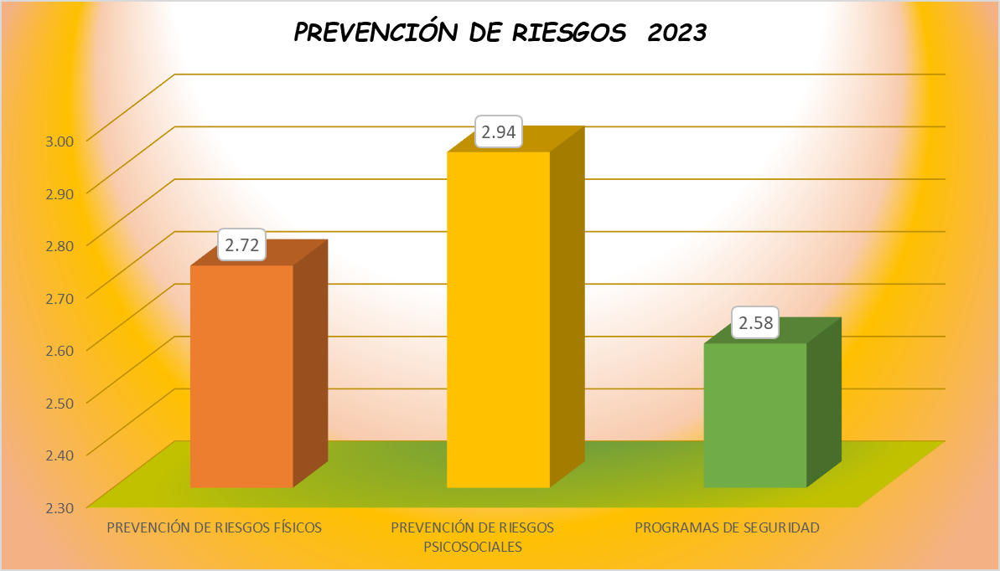 PREVENCIÓN DE RIESGOS 2023
3.00
2.90
2.80
2.70
2.60
2.50
2.40
2.30
2.72
2.94
2.58
PREVENCIÓN DE RIESGOS FÍSICOS
PREVENCIÓN DE RIESGOS
PSICOSOCIALES
PROGRAMAS DE SEGURIDAD